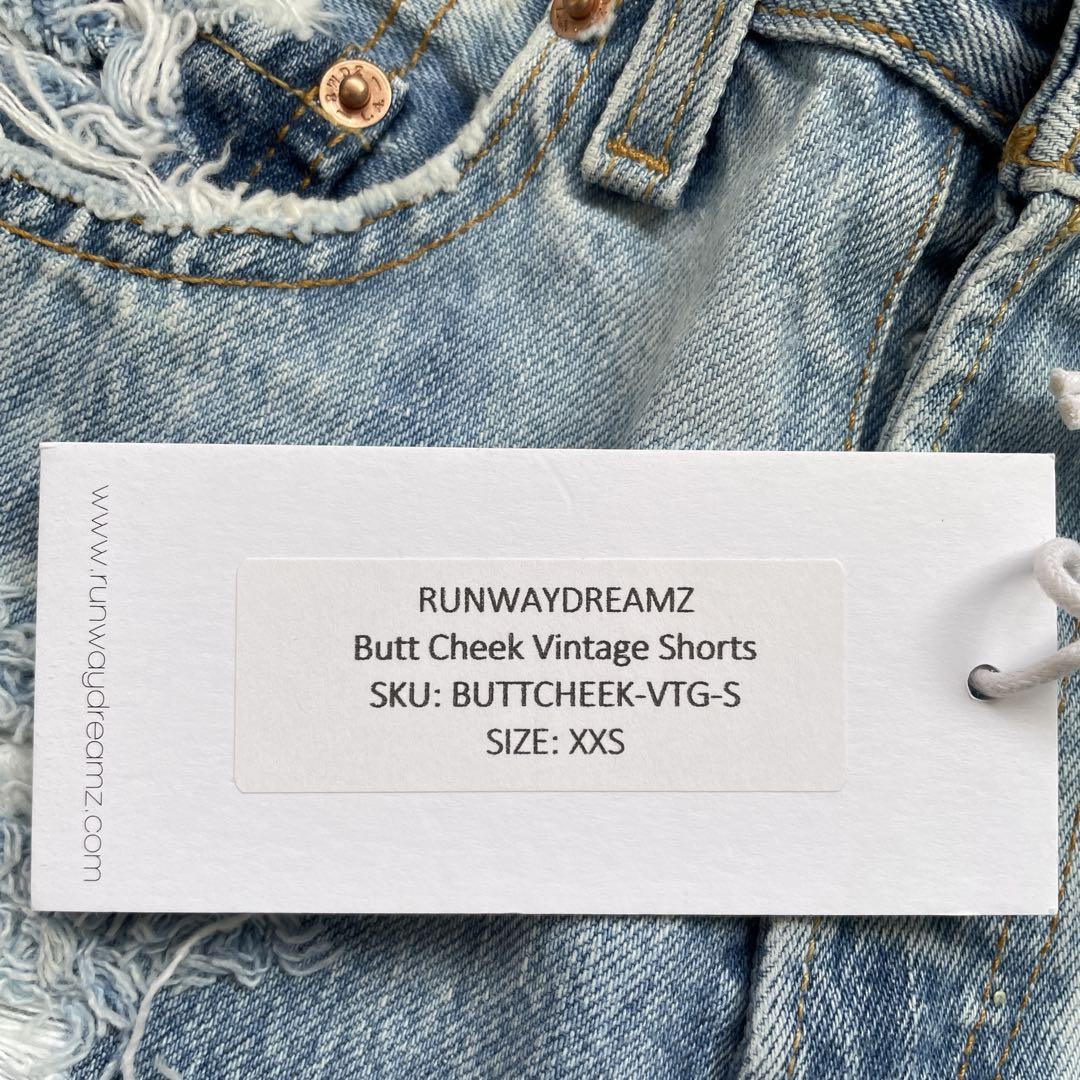 RUNWAYDREAMZ
Butt Cheek Vintage Shorts
SKU: BUTTCHEEK-VTG-S
SIZE: XXS
www.runwaydreamz.com